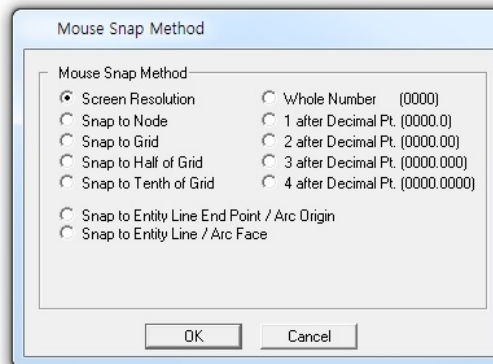 Mouse Snap Method
Mouse Snap Method
Screen Resolution
Snap to Node
Snap to Grid
Snap to Half of Grid
Snap to Tenth of Grid
Whole Number (0000)
1 after Decimal Pt. (0000.0)
2 after Decimal Pt. (0000.00)
3 after Decimal Pt. (0000.000)
4 after Decimal Pt. (0000.0000)
Snap to Entity Line End Point / Arc Origin
Snap to Entity Line / Arc Face
OK
Cancel